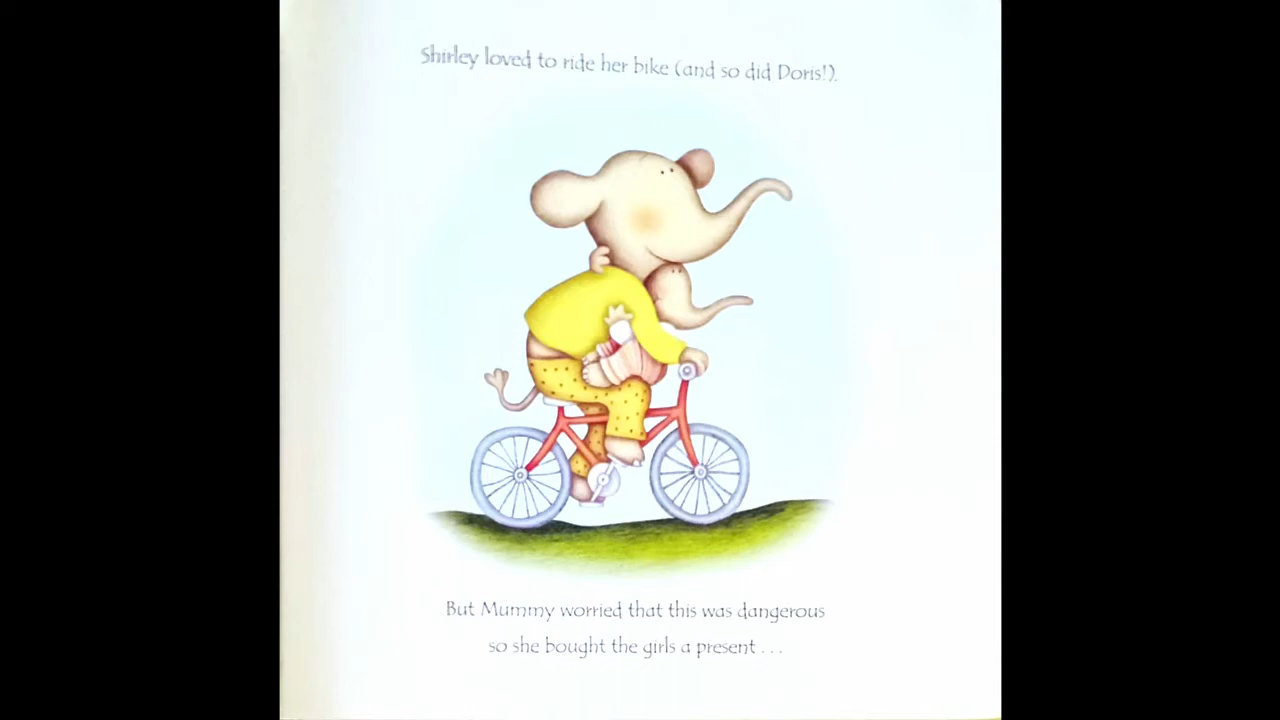 Shirley loved to ride her bike (and so did Doris!).
But Mummy worried that this was dangerous
so she bought the girls a present . . .